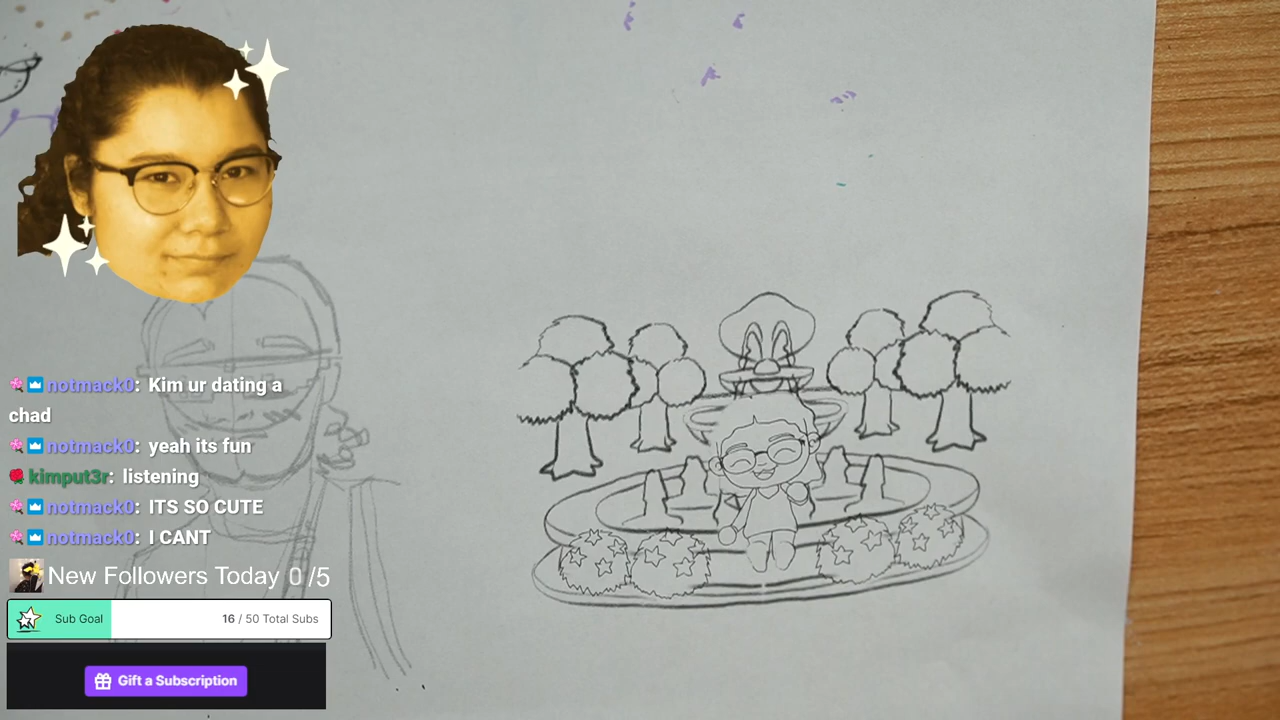 notmack0: Kim ur dating a
chad
notmack0: yeah its fun
kimput3r: listening
notmack0: ITS SO CUTE
notmack0: I CANT
New Followers Today 0 /5
Sub Goal 16 / 50 Total Subs
Gift a Subscription